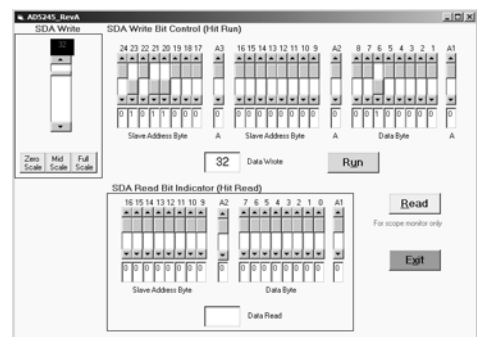 AD5245_RevA
SDA Write
SDA Write Bit Control (Hit Run)
32
24 23 22 21 20 19 18 17 A3 16 15 14 13 12 11 10 9 A2 8 7 6 5 4 3 2 1 A1
0 1 0 1 1 0 0 0 0 0 0 0 0 0 0 0 0 0 0 0 0 1 0 0 0 0 0 0
Slave Address Byte A Slave Address Byte A Data Byte A
Zero Scale Mid Scale Full Scale
32 Data Wrote Run
SDA Read Bit Indicator (Hit Read)
16 15 14 13 12 11 10 9 A2 7 6 5 4 3 2 1 0 A1
Read
For scope monitor only
Exit
0 0 0 0 0 0 0 0 0 0 0 0 0 0 0 0 0 0
Slave Address Byte Data Byte
Data Read